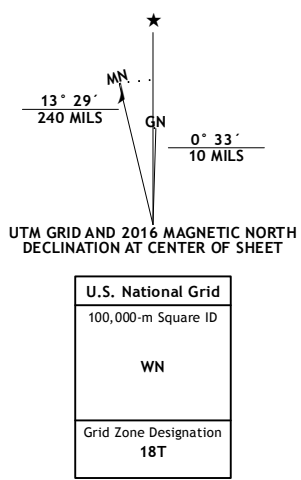 ★
MN
13° 29´
240 MILS
GN
0° 33´
10 MILS
UTM GRID AND 2016 MAGNETIC NORTH
DECLINATION AT CENTER OF SHEET
U.S. National Grid
100,000-m Square ID
WN
Grid Zone Designation
18T